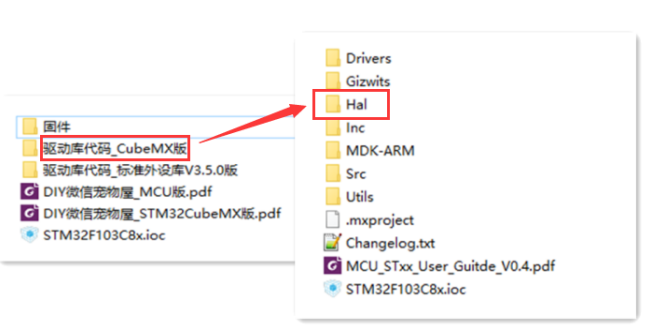 固件
驱动库代码_CubeMX版
驱动库代码_标准外设库V3.5.0版
DIY微信宠物屋_MCU版.pdf
DIY微信宠物屋_STM32CubeMX版.pdf
STM32F103C8x.ioc
Drivers
Gizwits
Hal
Inc
MDK-ARM
Src
Utils
.mxproject
Changelog.txt
MCU_STxx_User_Guitde_V0.4.pdf
STM32F103C8x.ioc